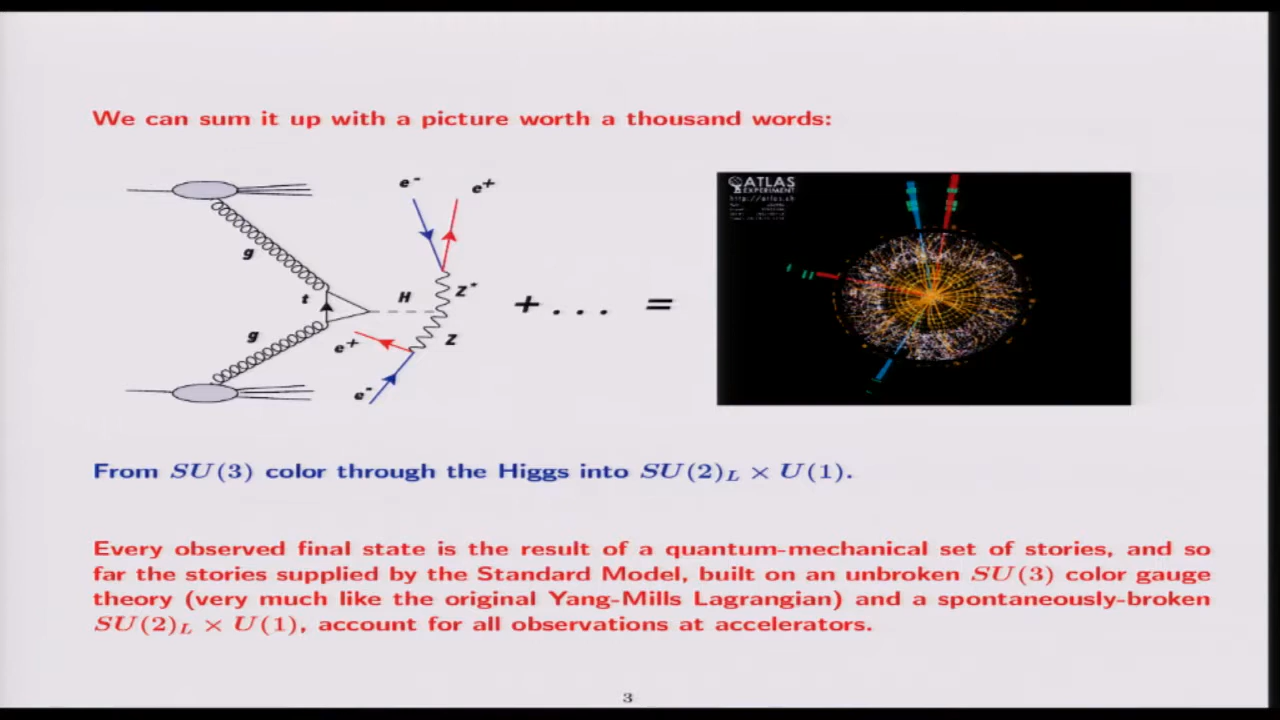 We can sum it up with a picture worth a thousand words:
e⁻ e⁺
g
t H Z*
+ . . . =
g e⁺ Z
e⁻
ATLAS
EXPERIMENT
http://atlas.ch
From SU(3) color through the Higgs into SU(2)_L × U(1).
Every observed final state is the result of a quantum-mechanical set of stories, and so
far the stories supplied by the Standard Model, built on an unbroken SU(3) color gauge
theory (very much like the original Yang-Mills Lagrangian) and a spontaneously-broken
SU(2)_L × U(1), account for all observations at accelerators.
3